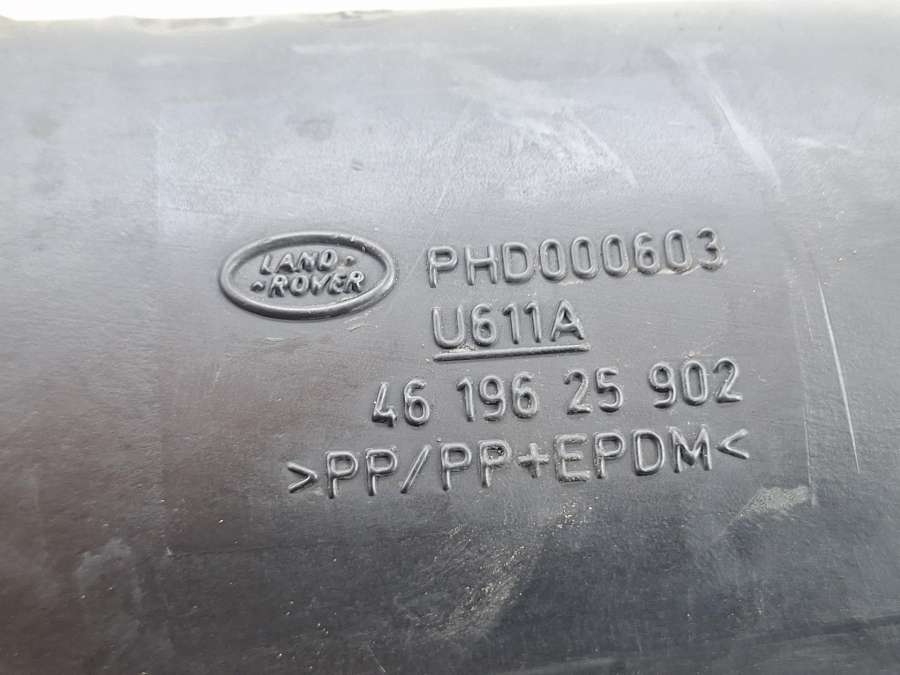 LAND-
-ROVER
PHD000603
U611A
46 196 25 902
>PP/PP+EPDM<